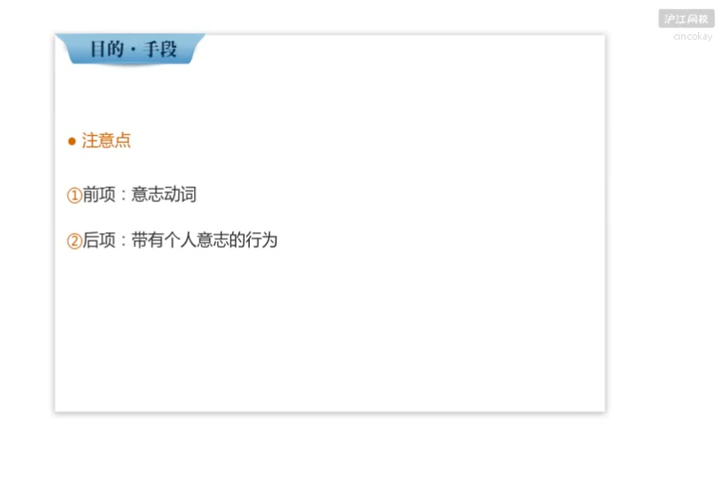 沪江网校
cincokay
目的·手段
● 注意点
①前项：意志动词
②后项：带有个人意志的行为